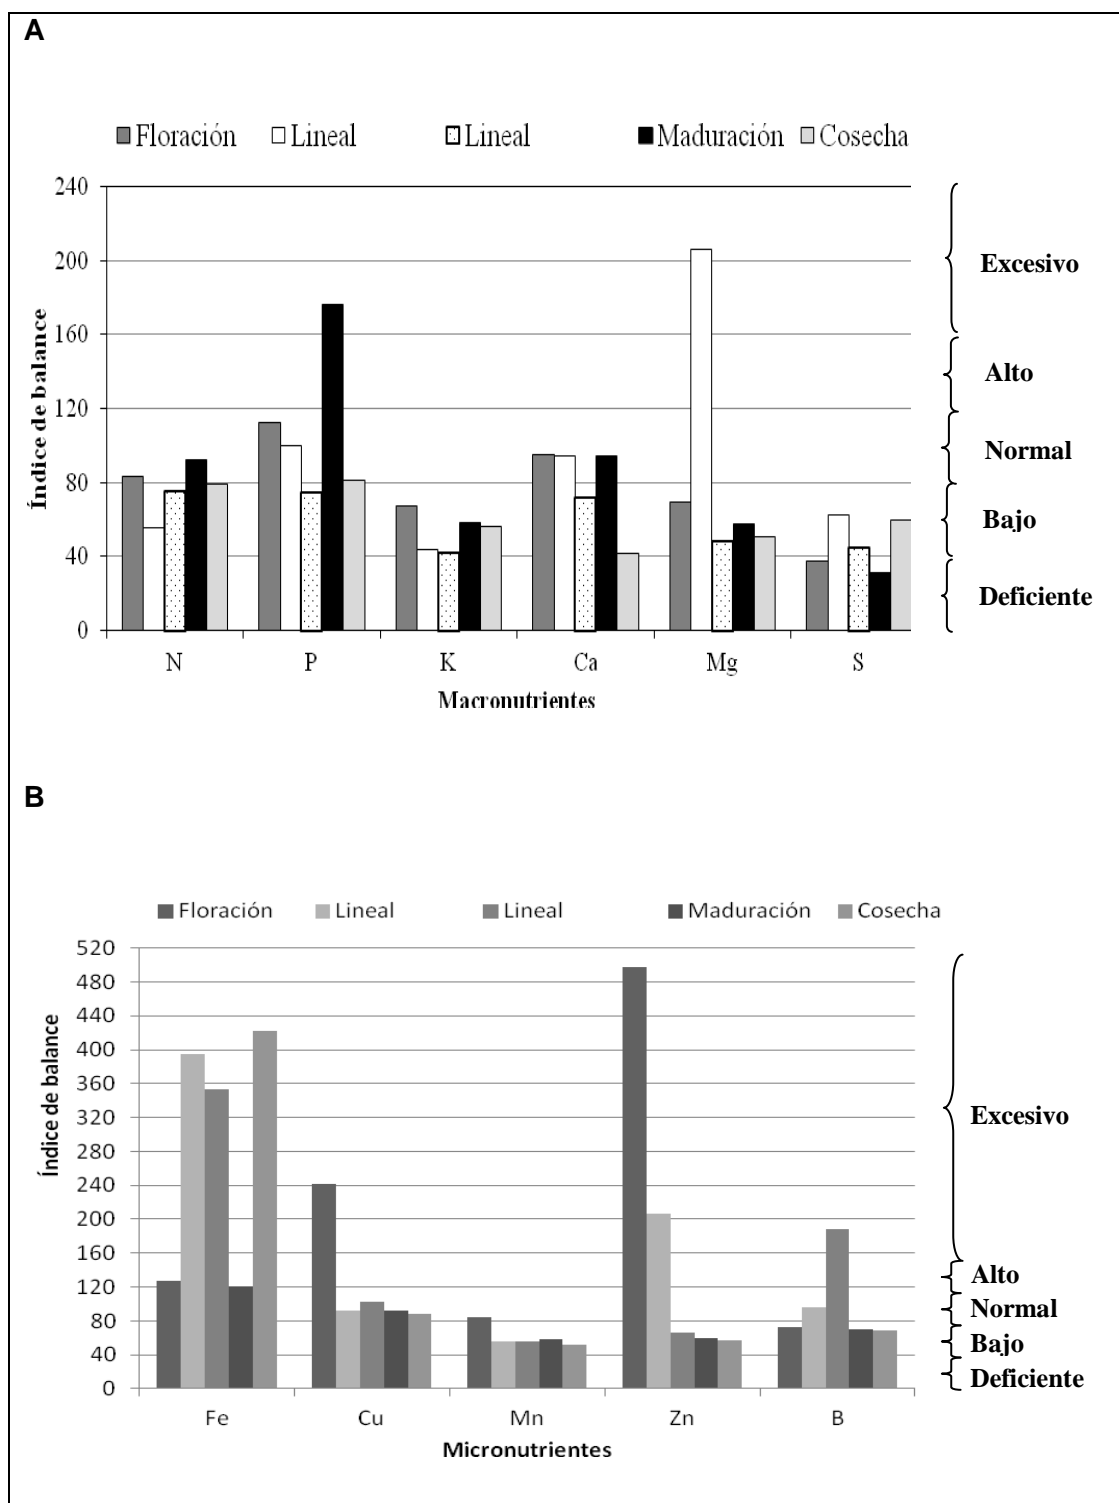 A
Floración Lineal Lineal Maduración Cosecha
240
200
160
120
80
40
0
Índice de balance
N P K Ca Mg S
Macronutrientes
Excesivo
Alto
Normal
Bajo
Deficiente
B
Floración Lineal Lineal Maduración Cosecha
520
480
440
400
360
320
280
240
200
160
120
80
40
0
Índice de balance
Fe Cu Mn Zn B
Micronutrientes
Excesivo
Alto
Normal
Bajo
Deficiente